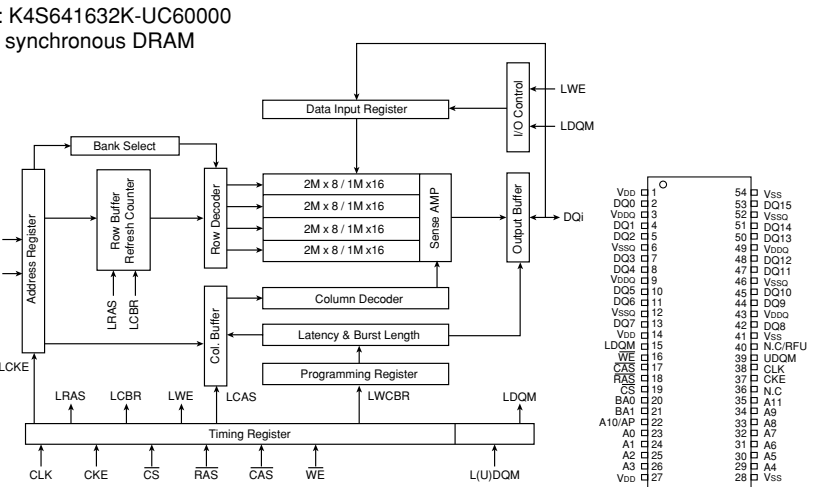 : K4S641632K-UC60000
synchronous DRAM
LWE
Data Input Register
I/O Control
LDQM
Bank Select
Address Register
Row Buffer
Refresh Counter
Row Decoder
2M x 8 / 1M x16
2M x 8 / 1M x16
2M x 8 / 1M x16
2M x 8 / 1M x16
Sense AMP
Output Buffer
DQi
LRAS
LCBR
Col. Buffer
Column Decoder
Latency & Burst Length
Programming Register
LCKE
LRAS
LCBR
LWE
LCAS
LWCBR
LDQM
Timing Register
CLK
CKE
CS
RAS
CAS
WE
L(U)DQM
VDD 1 54 VSS
DQ0 2 53 DQ15
VDDQ 3 52 VSSQ
DQ1 4 51 DQ14
DQ2 5 50 DQ13
VSSQ 6 49 VDDQ
DQ3 7 48 DQ12
DQ4 8 47 DQ11
VDDQ 9 46 VSSQ
DQ5 10 45 DQ10
DQ6 11 44 DQ9
VSSQ 12 43 VDDQ
DQ7 13 42 DQ8
VDD 14 41 VSS
LDQM 15 40 N.C/RFU
WE 16 39 UDQM
CAS 17 38 CLK
RAS 18 37 CKE
CS 19 36 N.C
BA0 20 35 A11
BA1 21 34 A9
A10/AP 22 33 A8
A0 23 32 A7
A1 24 31 A6
A2 25 30 A5
A3 26 29 A4
VDD 27 28 VSS